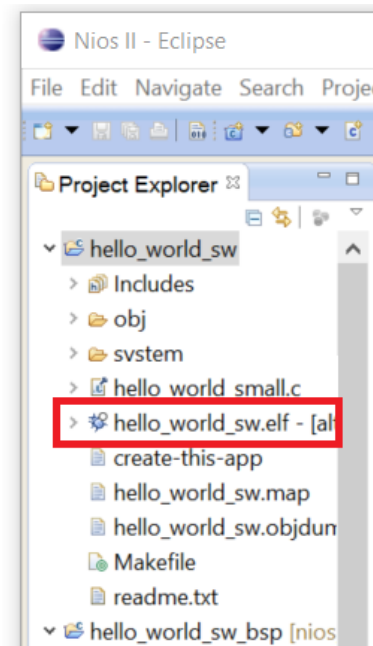 Nios II - Eclipse
File Edit Navigate Search Proje
Project Explorer
hello_world_sw
Includes
obj
system
hello_world_small.c
hello_world_sw.elf - [alt
create-this-app
hello_world_sw.map
hello_world_sw.objdum
Makefile
readme.txt
hello_world_sw_bsp [nios